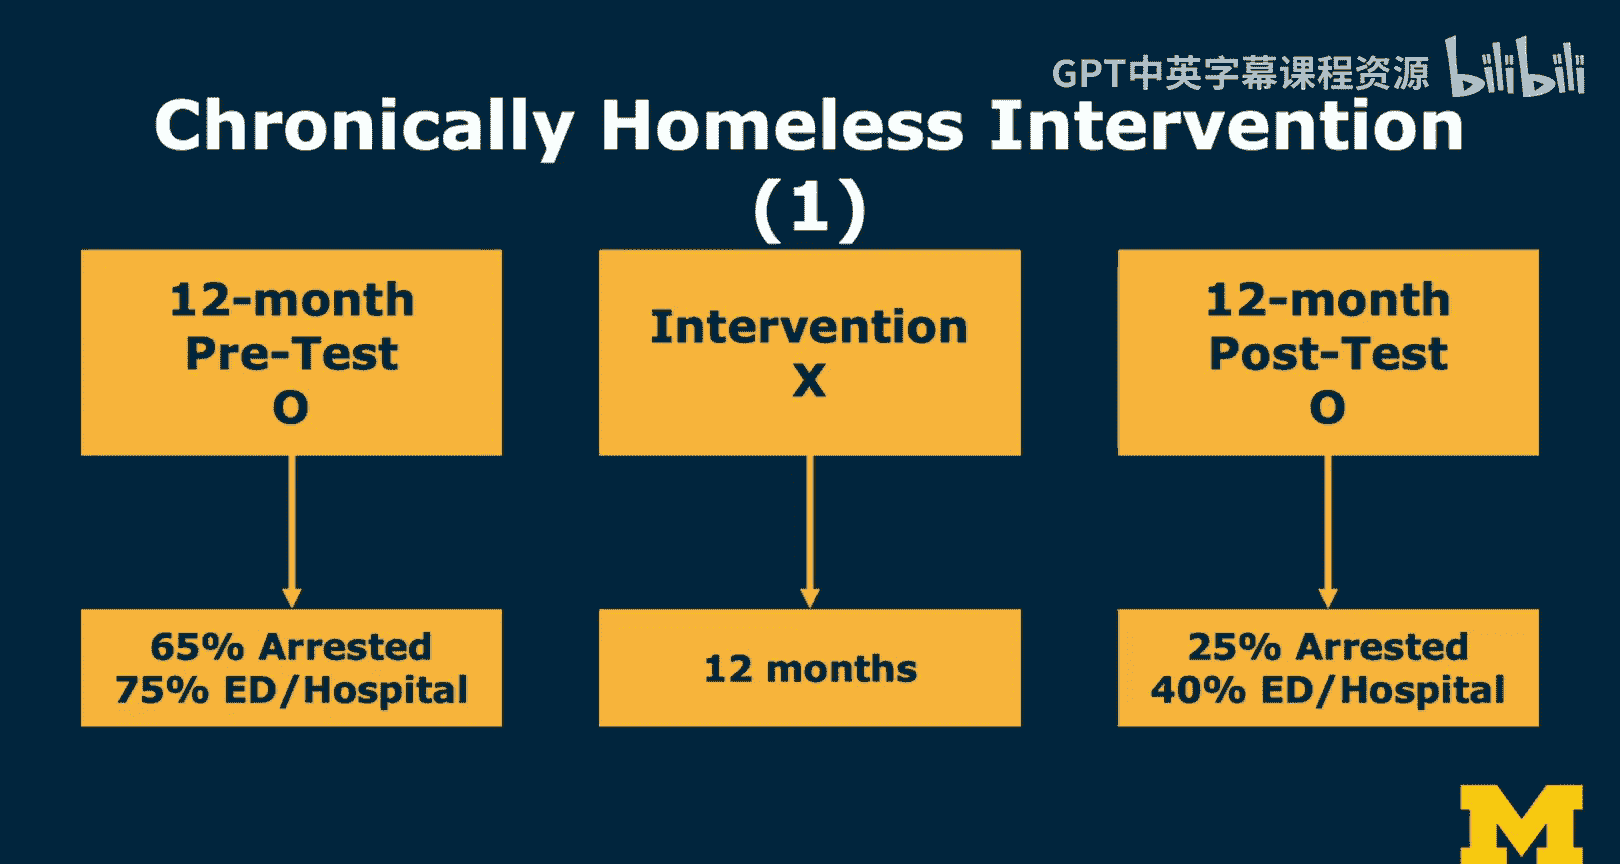 GPT中英字幕课程资源 bilibili
Chronically Homeless Intervention
(1)
12-month
Pre-Test
O
Intervention
X
12-month
Post-Test
O
65% Arrested
75% ED/Hospital
12 months
25% Arrested
40% ED/Hospital
M